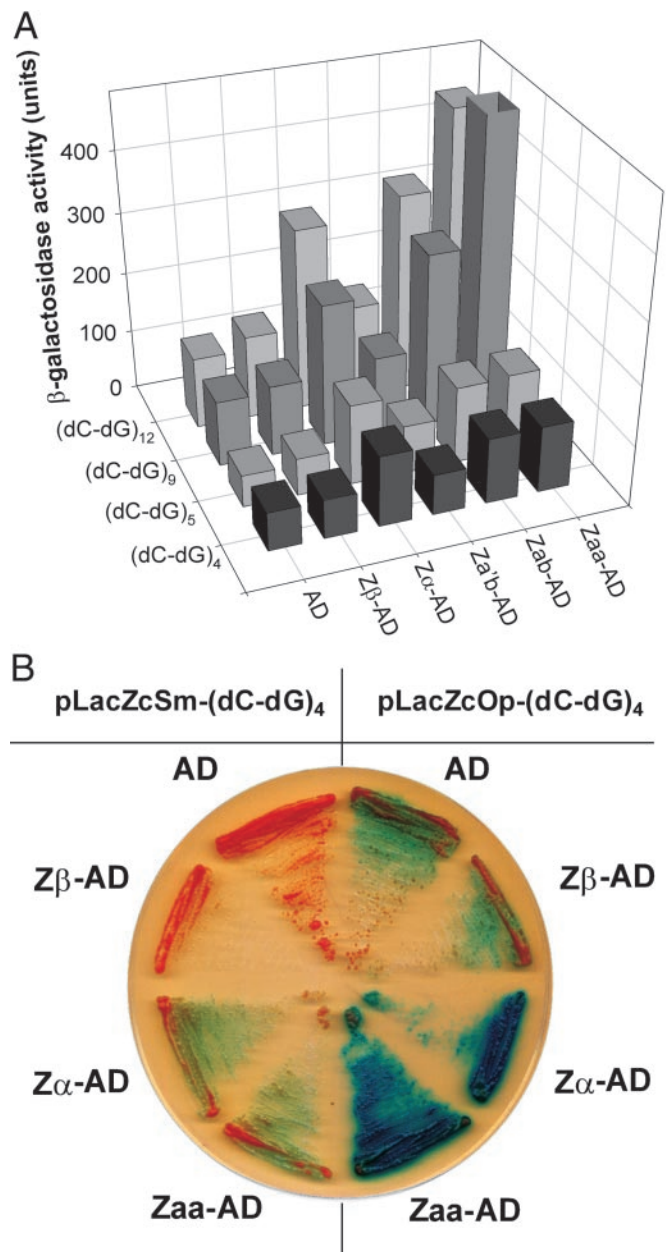 A
β-galactosidase activity (units)
400
300
200
100
0
(dC-dG)₁₂
(dC-dG)₉
(dC-dG)₅
(dC-dG)₄
AD
Zβ-AD
Zα-AD
Za'b-AD
Zab-AD
Zaa-AD
B
pLacZcSm-(dC-dG)₄ pLacZcOp-(dC-dG)₄
AD AD
Zβ-AD Zβ-AD
Zα-AD Zα-AD
Zaa-AD Zaa-AD